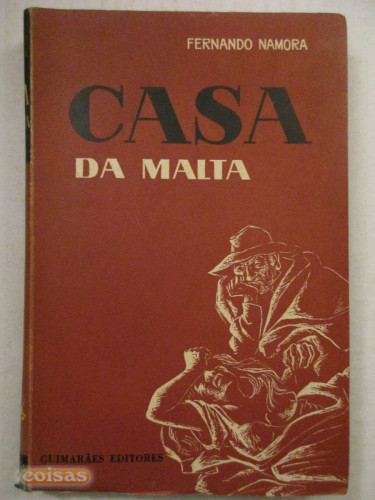 FERNANDO NAMORA
CASA
DA MALTA
GUIMARÃES EDITORES
coisas